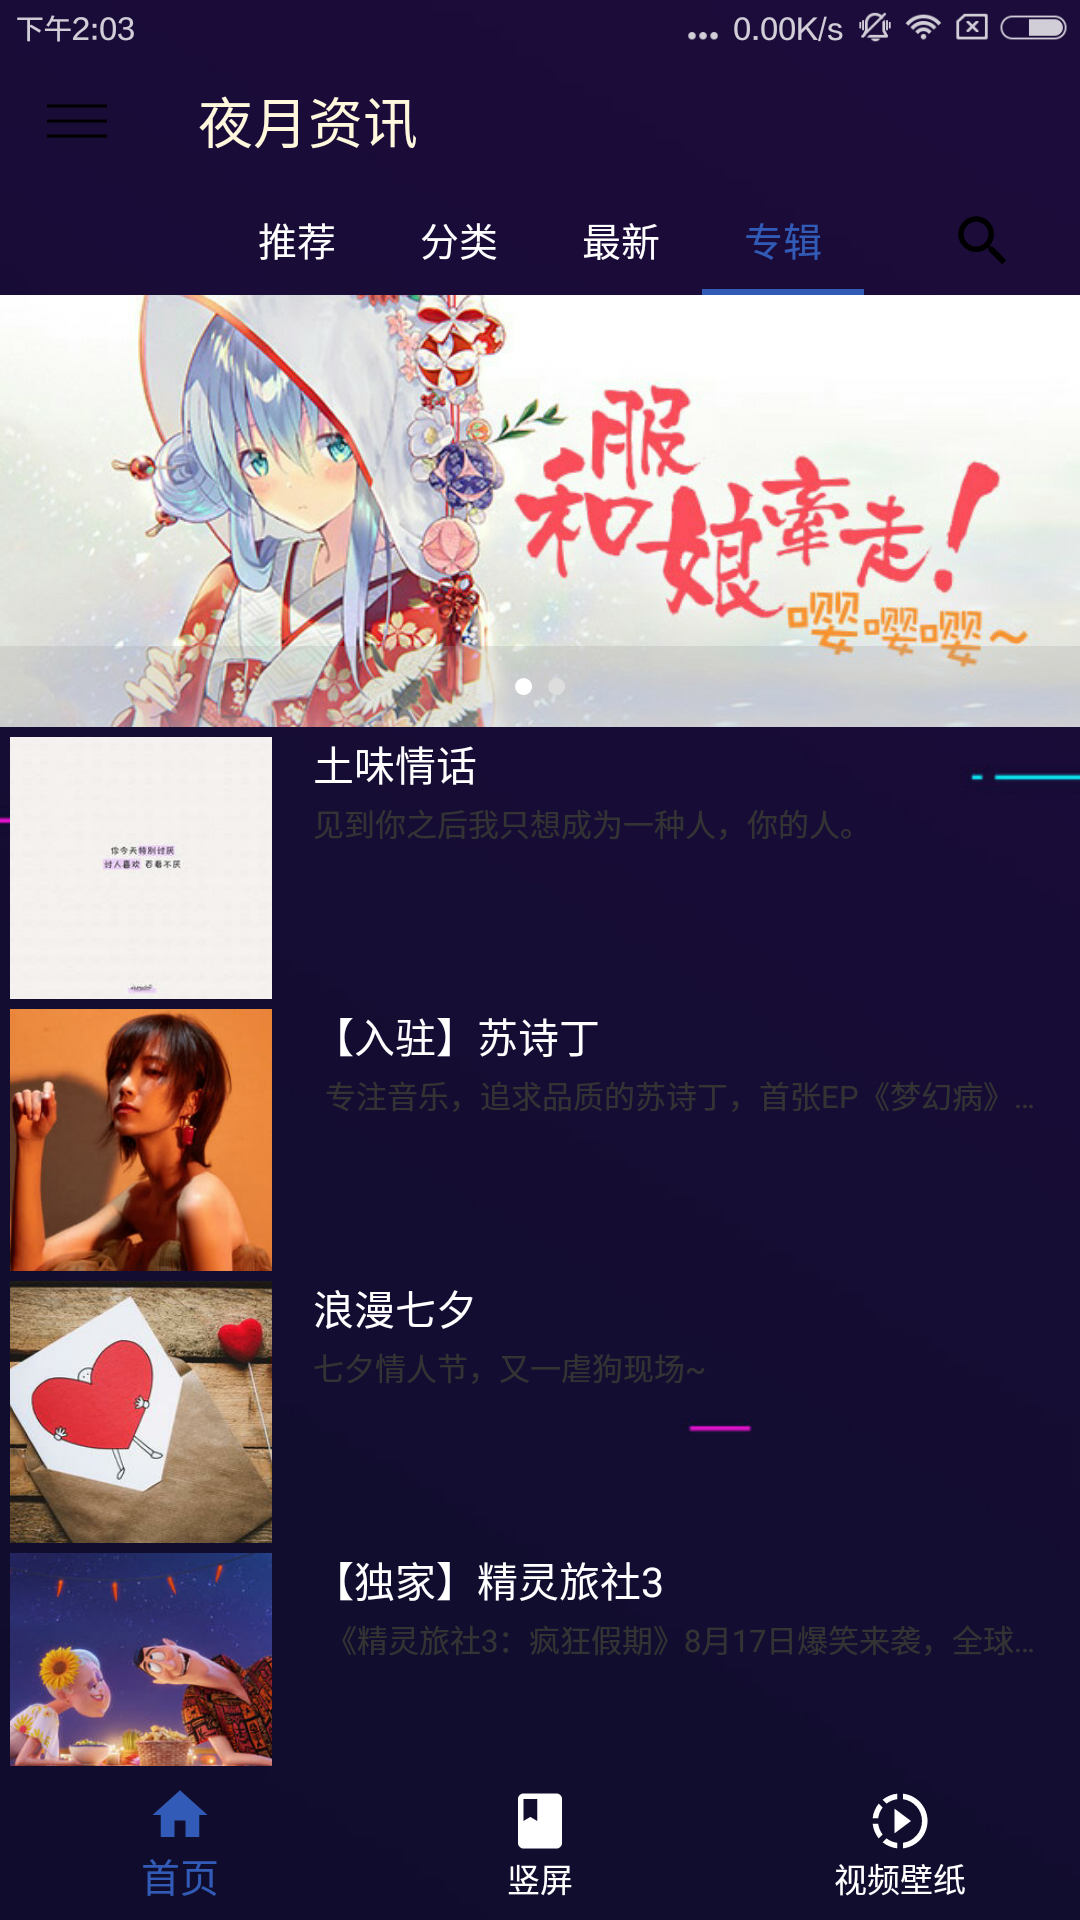 下午2:03
... 0.00K/s
夜月资讯
推荐 分类 最新 专辑
和服
娘牵走!
嘤嘤嘤~
土味情话
见到你之后我只想成为一种人，你的人。
你今天特别讨厌
讨人喜欢 百看不厌
【入驻】苏诗丁
专注音乐，追求品质的苏诗丁，首张EP《梦幻病》...
浪漫七夕
七夕情人节，又一虐狗现场~
【独家】精灵旅社3
《精灵旅社3：疯狂假期》8月17日爆笑来袭，全球...
首页 竖屏 视频壁纸